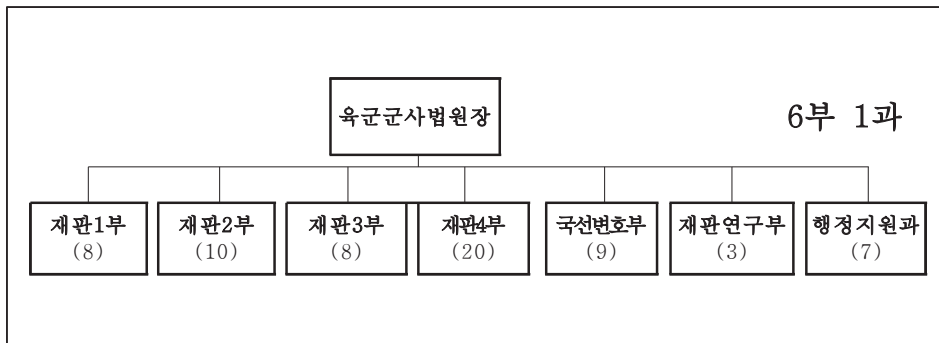 육군군사법원장
6부 1과
재판1부
(8)
재판2부
(10)
재판3부
(8)
재판4부
(20)
국선변호부
(9)
재판연구부
(3)
행정지원과
(7)